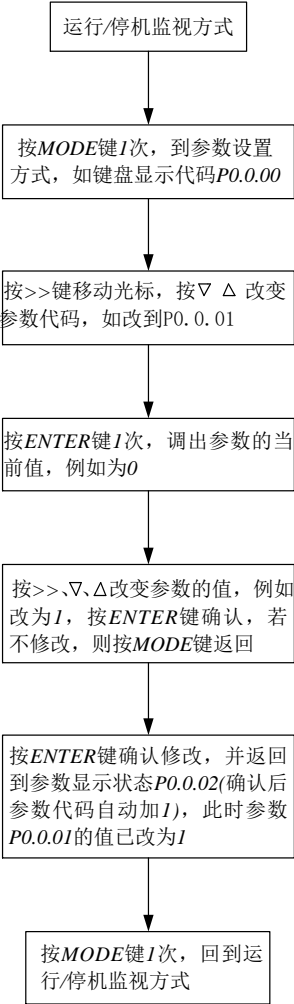 运行/停机监视方式
按MODE键1次，到参数设置
方式，如键盘显示代码P0.0.00
按>>键移动光标，按▽ △ 改变
参数代码，如改到P0.0.01
按ENTER键1次，调出参数的当
前值，例如为0
按>>、▽、△改变参数的值，例如
改为1，按ENTER键确认，若
不修改，则按MODE键返回
按ENTER键确认修改，并返回
到参数显示状态P0.0.02(确认后
参数代码自动加1)，此时参数
P0.0.01的值已改为1
按MODE键1次，回到运
行/停机监视方式